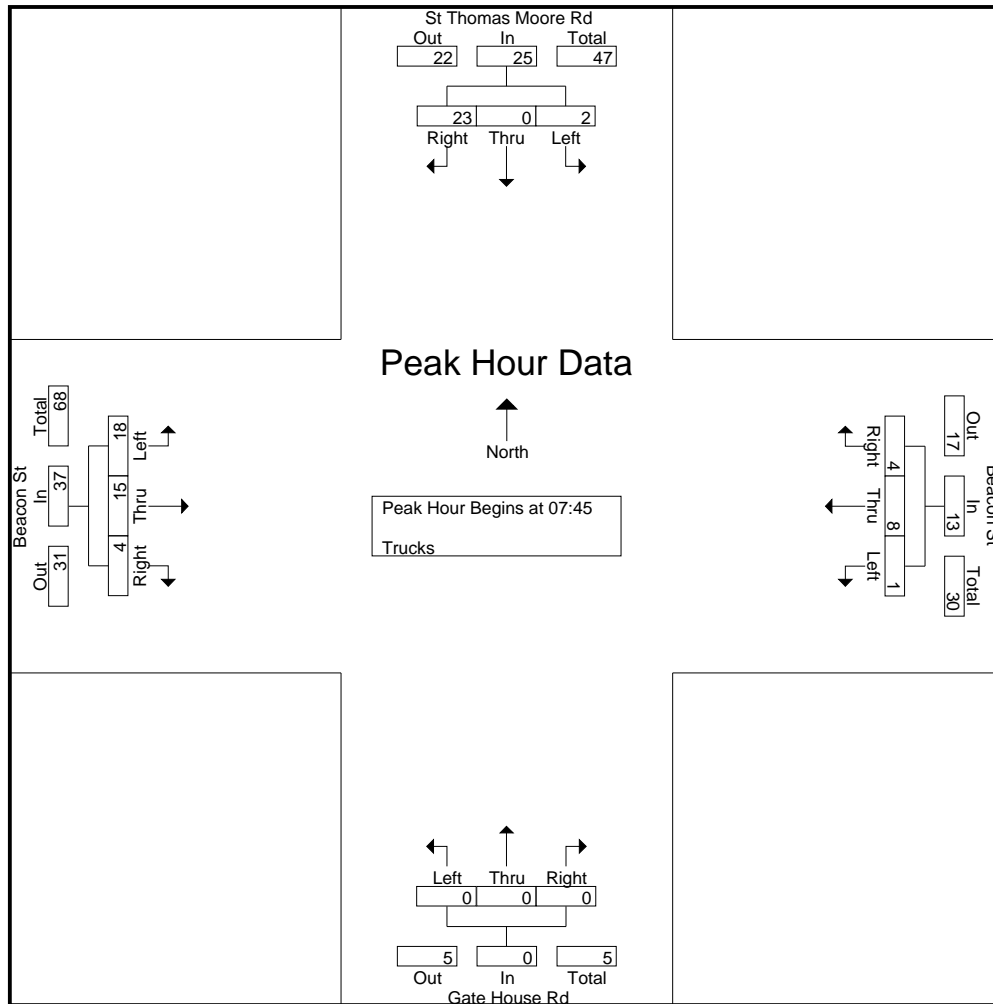 St Thomas Moore Rd
Out In Total
22 25 47
23 0 2
Right Thru Left
Peak Hour Data
North
Peak Hour Begins at 07:45
Trucks
Beacon St
Total In Out
68 37 31
18 15 4
Left Thru Right
Right Thru Left
4 8 1
Out In Total
17 13 30
Beacon St
Left Thru Right
0 0 0
5 0 5
Out In Total
Gate House Rd